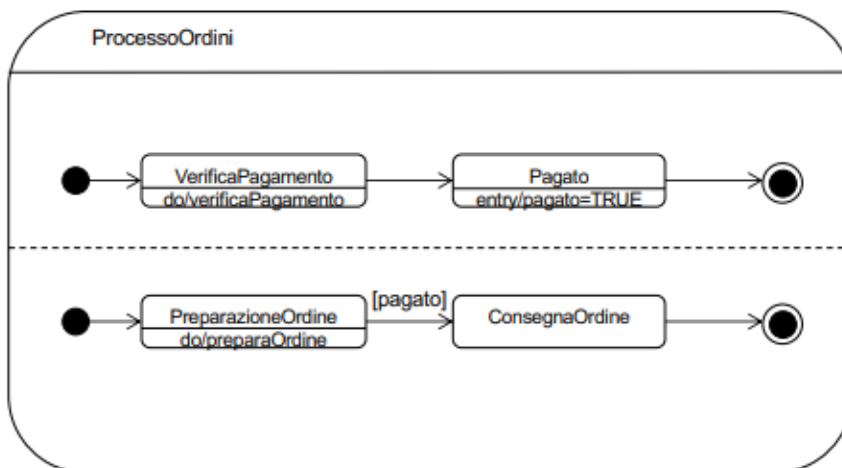 ProcessoOrdini
VerificaPagamento
do/verificaPagamento
Pagato
entry/pagato=TRUE
PreparazioneOrdine
do/preparaOrdine
[pagato]
ConsegnaOrdine